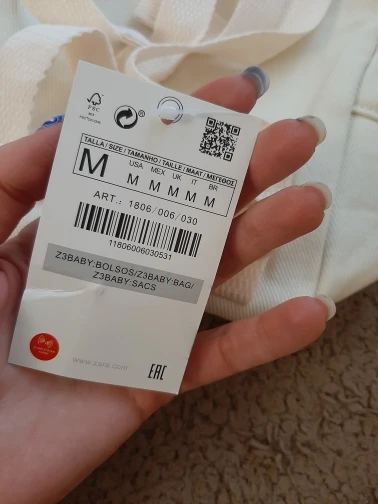 FSC
TALLA / SIZE / TAMANHO / TAILLE / MAAT / ΜΕΓΕΘΟΣ
M
USA MEX UK IT BR
M M M M M
ART.: 1806/006/030
11806006030531
Z3BABY:BOLSOS/Z3BABY:BAG/
Z3BABY:SACS
www.zara.com
EAC